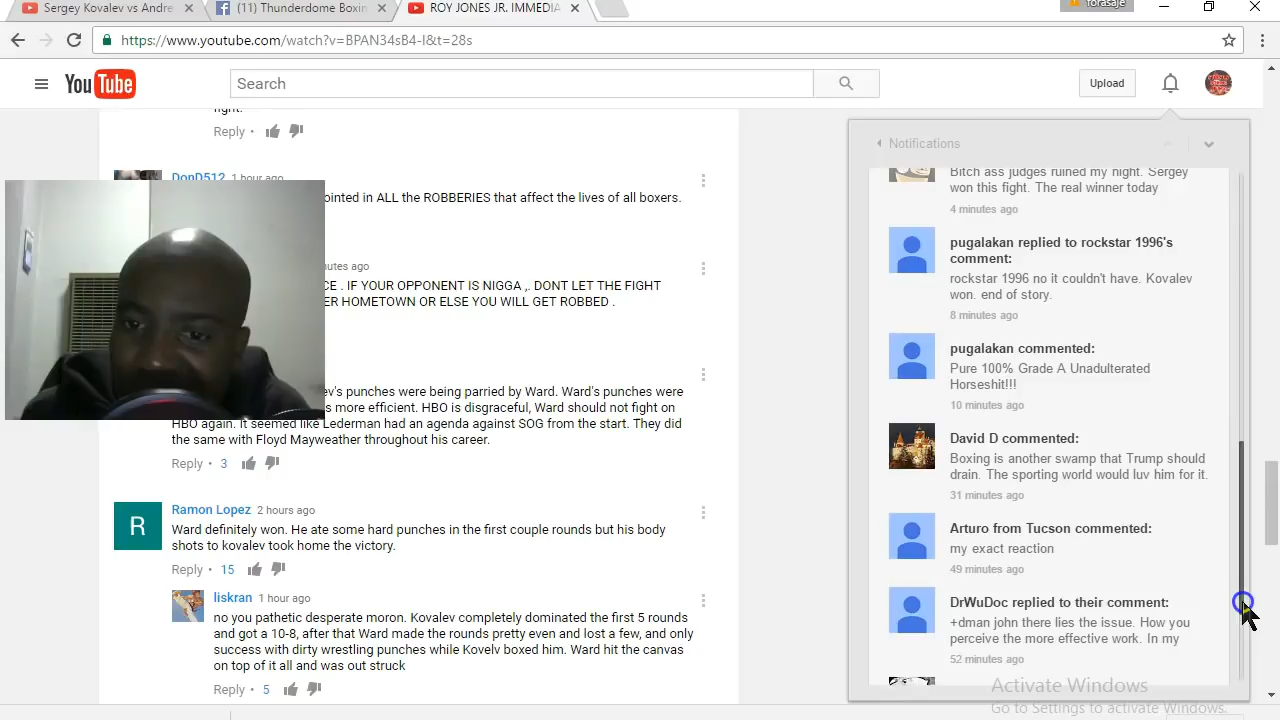 Sergey Kovalev vs Andre
(11) Thunderdome Boxin
ROY JONES JR. IMMEDIA
forasaje
https://www.youtube.com/watch?v=BPAN34sB4-I&t=28s
YouTube
Search
Upload
fight.
Reply •
DonD512 1 hour ago
ointed in ALL the ROBBERIES that affect the lives of all boxers.
nutes ago
CE . IF YOUR OPPONENT IS NIGGA ,. DONT LET THE FIGHT
ER HOMETOWN OR ELSE YOU WILL GET ROBBED .
ev's punches were being parried by Ward. Ward's punches were
s more efficient. HBO is disgraceful, Ward should not fight on
HBO again. It seemed like Lederman had an agenda against SOG from the start. They did
the same with Floyd Mayweather throughout his career.
Reply • 3
R
Ramon Lopez 2 hours ago
Ward definitely won. He ate some hard punches in the first couple rounds but his body
shots to kovalev took home the victory.
Reply • 15
liskran 1 hour ago
no you pathetic desperate moron. Kovalev completely dominated the first 5 rounds
and got a 10-8, after that Ward made the rounds pretty even and lost a few, and only
success with dirty wrestling punches while Kovelv boxed him. Ward hit the canvas
on top of it all and was out struck
Reply • 5
Notifications
Bitch ass judges ruined my night. Sergey
won this fight. The real winner today
4 minutes ago
pugalakan replied to rockstar 1996's
comment:
rockstar 1996 no it couldn't have. Kovalev
won. end of story.
8 minutes ago
pugalakan commented:
Pure 100% Grade A Unadulterated
Horseshit!!!
10 minutes ago
David D commented:
Boxing is another swamp that Trump should
drain. The sporting world would luv him for it.
31 minutes ago
Arturo from Tucson commented:
my exact reaction
49 minutes ago
DrWuDoc replied to their comment:
+dman john there lies the issue. How you
perceive the more effective work. In my
52 minutes ago
Activate Windows
Go to Settings to activate Windows.